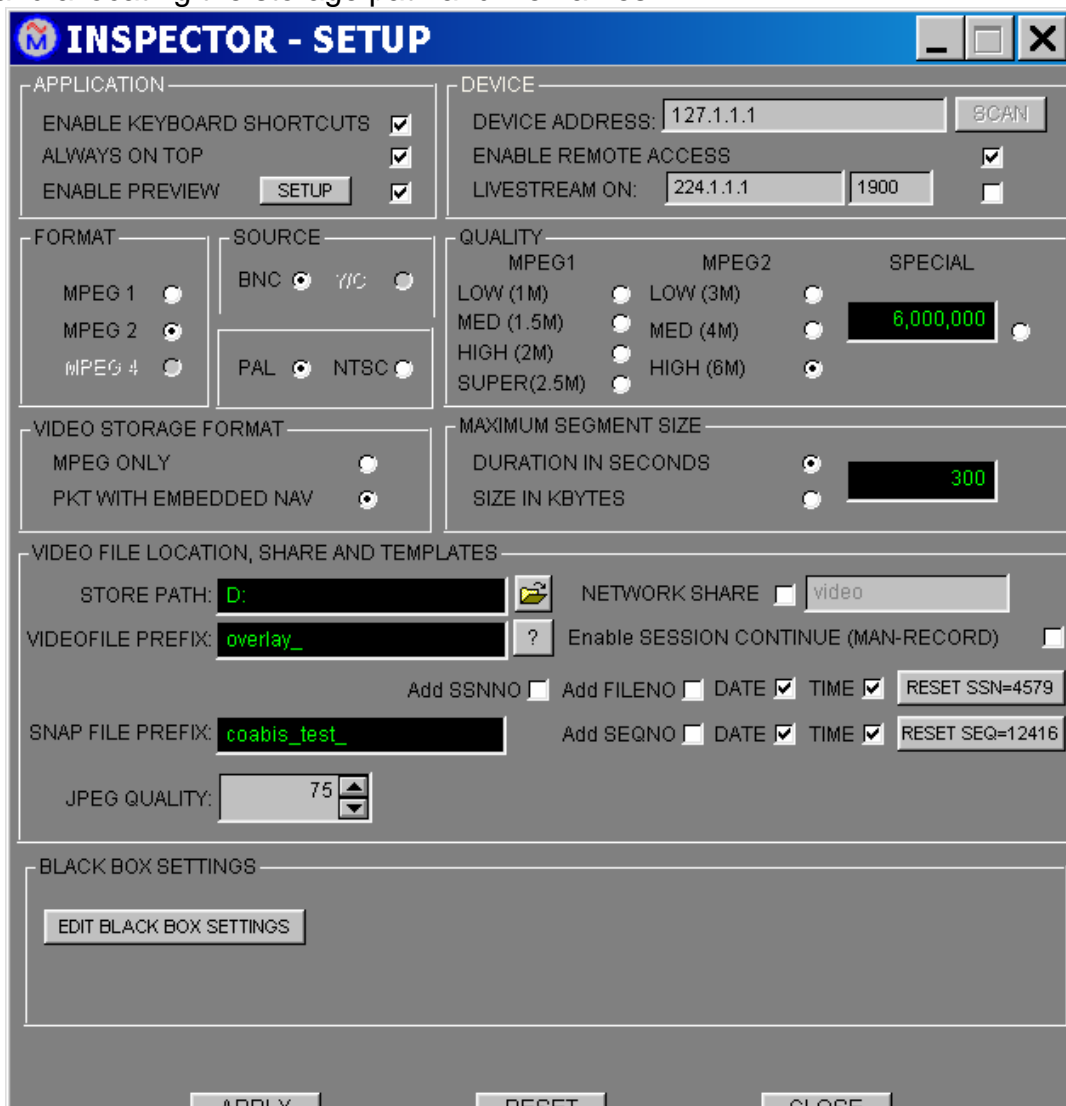 INSPECTOR - SETUP
APPLICATION
ENABLE KEYBOARD SHORTCUTS
ALWAYS ON TOP
ENABLE PREVIEW SETUP
DEVICE
DEVICE ADDRESS: 127.1.1.1 SCAN
ENABLE REMOTE ACCESS
LIVESTREAM ON: 224.1.1.1 1900
FORMAT
MPEG 1
MPEG 2
MPEG 4
SOURCE
BNC Y/C
PAL NTSC
QUALITY
MPEG1 MPEG2 SPECIAL
LOW (1M) LOW (3M)
MED (1.5M) MED (4M) 6,000,000
HIGH (2M) HIGH (6M)
SUPER(2.5M)
VIDEO STORAGE FORMAT
MPEG ONLY
PKT WITH EMBEDDED NAV
MAXIMUM SEGMENT SIZE
DURATION IN SECONDS 300
SIZE IN KBYTES
VIDEO FILE LOCATION, SHARE AND TEMPLATES
STORE PATH: D: NETWORK SHARE video
VIDEOFILE PREFIX: overlay_ ? Enable SESSION CONTINUE (MAN-RECORD)
Add SSNNO Add FILENO DATE TIME RESET SSN=4579
SNAP FILE PREFIX: coabis_test_ Add SEQNO DATE TIME RESET SEQ=12416
JPEG QUALITY: 75
BLACK BOX SETTINGS
EDIT BLACK BOX SETTINGS
APPLY RESET CLOSE